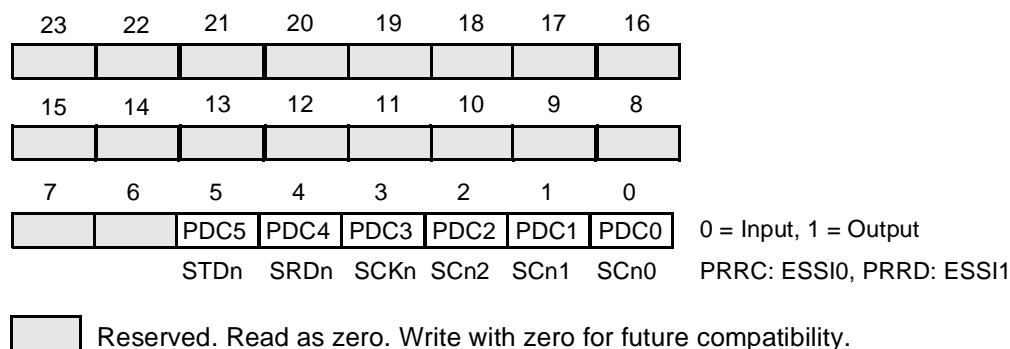 23 22 21 20 19 18 17 16
15 14 13 12 11 10 9 8
7 6 5 4 3 2 1 0
PDC5 PDC4 PDC3 PDC2 PDC1 PDC0 0 = Input, 1 = Output
STDn SRDn SCKn SCn2 SCn1 SCn0 PRRC: ESSI0, PRRD: ESSI1
Reserved. Read as zero. Write with zero for future compatibility.